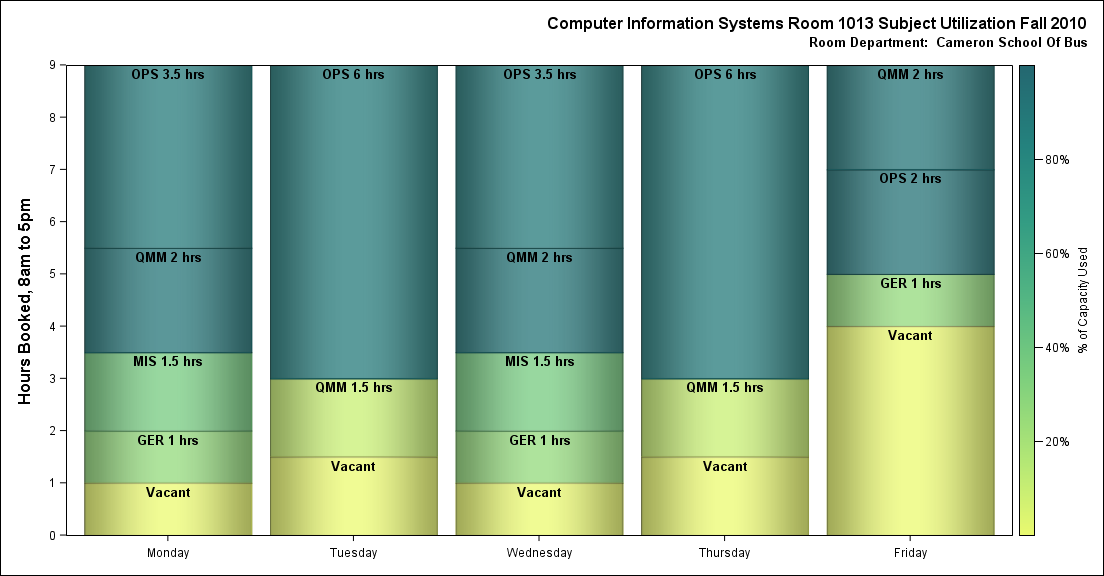 Computer Information Systems Room 1013 Subject Utilization Fall 2010
Room Department:  Cameron School Of Bus
Hours Booked, 8am to 5pm
9
8
7
6
5
4
3
2
1
0
OPS 3.5 hrs
QMM 2 hrs
MIS 1.5 hrs
GER 1 hrs
Vacant
OPS 6 hrs
QMM 1.5 hrs
Vacant
OPS 3.5 hrs
QMM 2 hrs
MIS 1.5 hrs
GER 1 hrs
Vacant
OPS 6 hrs
QMM 1.5 hrs
Vacant
QMM 2 hrs
OPS 2 hrs
GER 1 hrs
Vacant
Monday
Tuesday
Wednesday
Thursday
Friday
80%
60%
40%
20%
% of Capacity Used